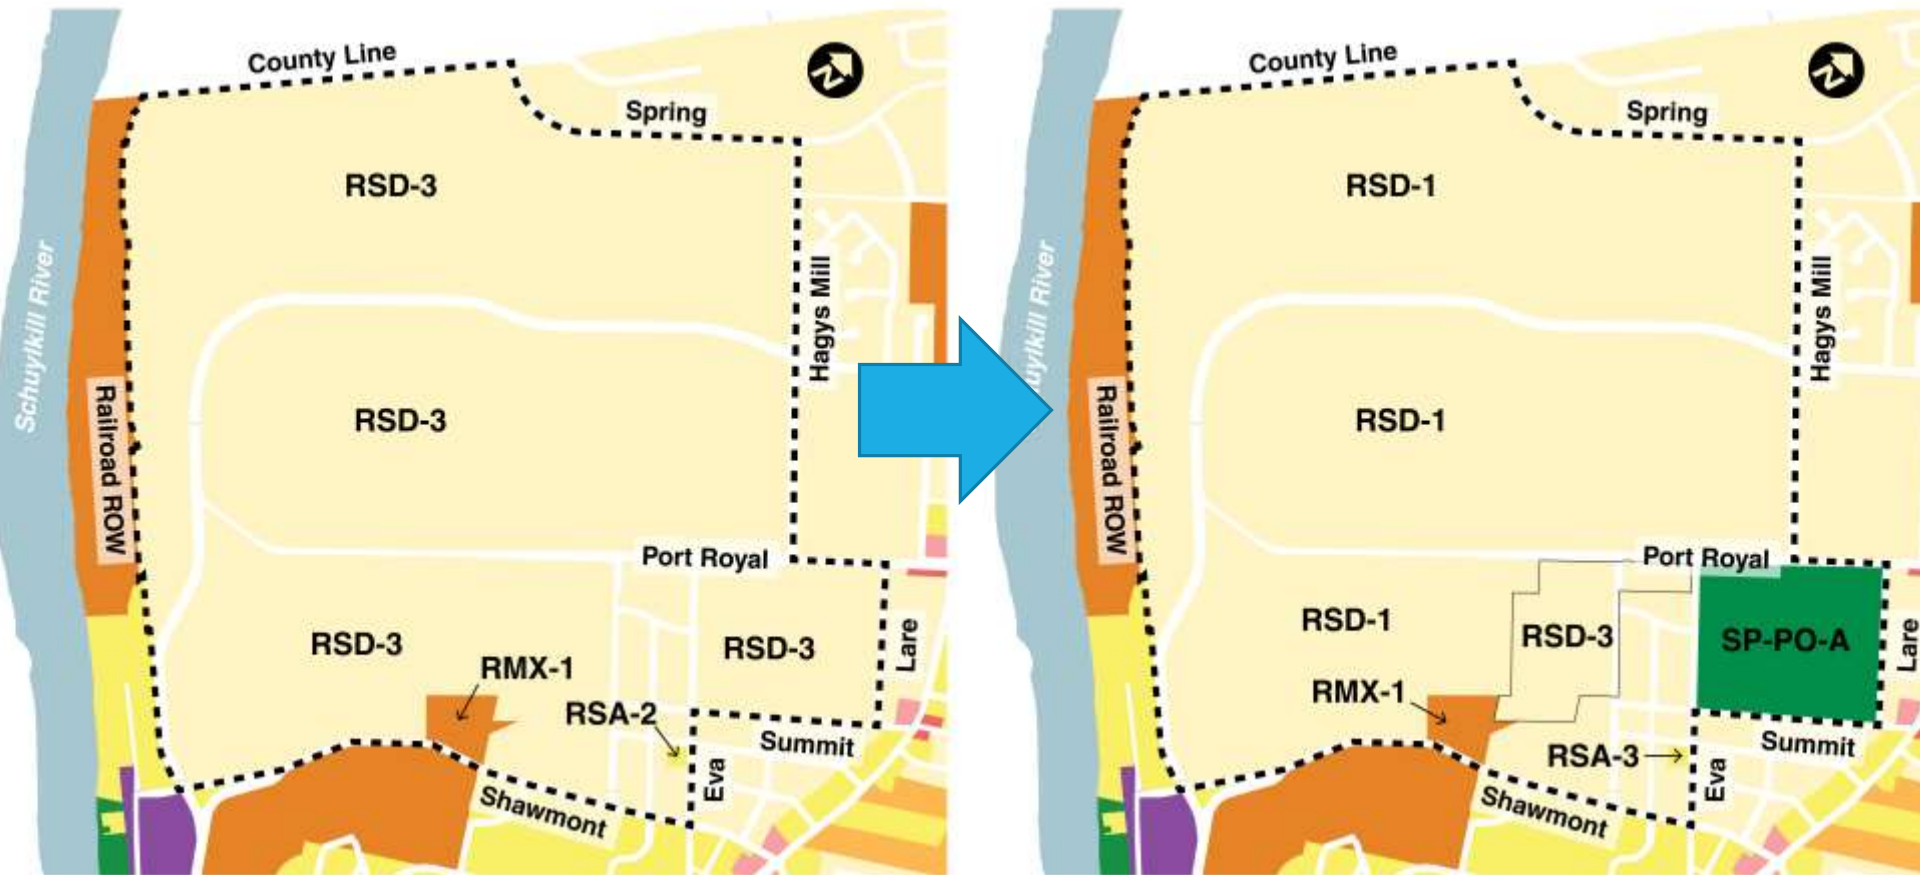 County Line
Spring
N
RSD-3
Schuylkill River
Hagys Mill
RSD-3
Railroad ROW
Port Royal
RSD-3
RSD-3
Lare
RMX-1
RSA-2
Summit
Eva
Shawmont
County Line
Spring
N
RSD-1
uylkill River
Hagys Mill
RSD-1
Railroad ROW
Port Royal
RSD-1
RSD-3
SP-PO-A
Lare
RMX-1
RSA-3
Summit
Eva
Shawmont